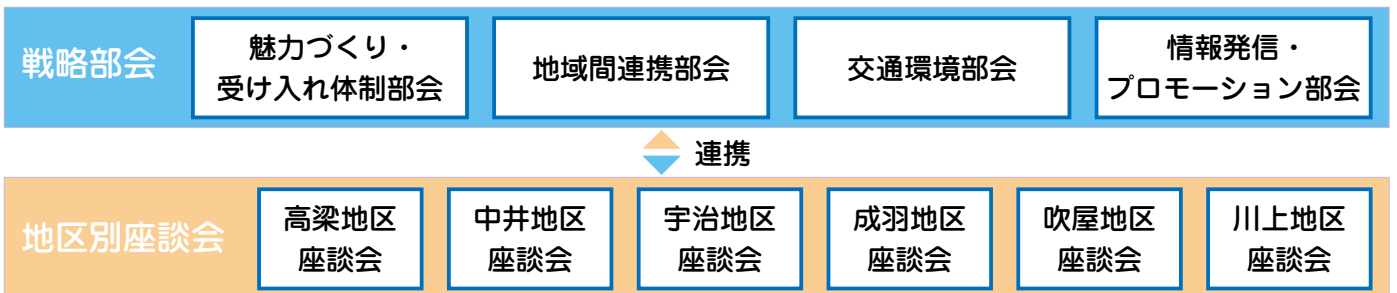 戦略部会
魅力づくり・
受け入れ体制部会
地域間連携部会
交通環境部会
情報発信・
プロモーション部会
連携
地区別座談会
高梁地区
座談会
中井地区
座談会
宇治地区
座談会
成羽地区
座談会
吹屋地区
座談会
川上地区
座談会